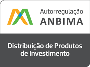 Autorregulação
ANBIMA
Distribuição de Produtos
de Investimento